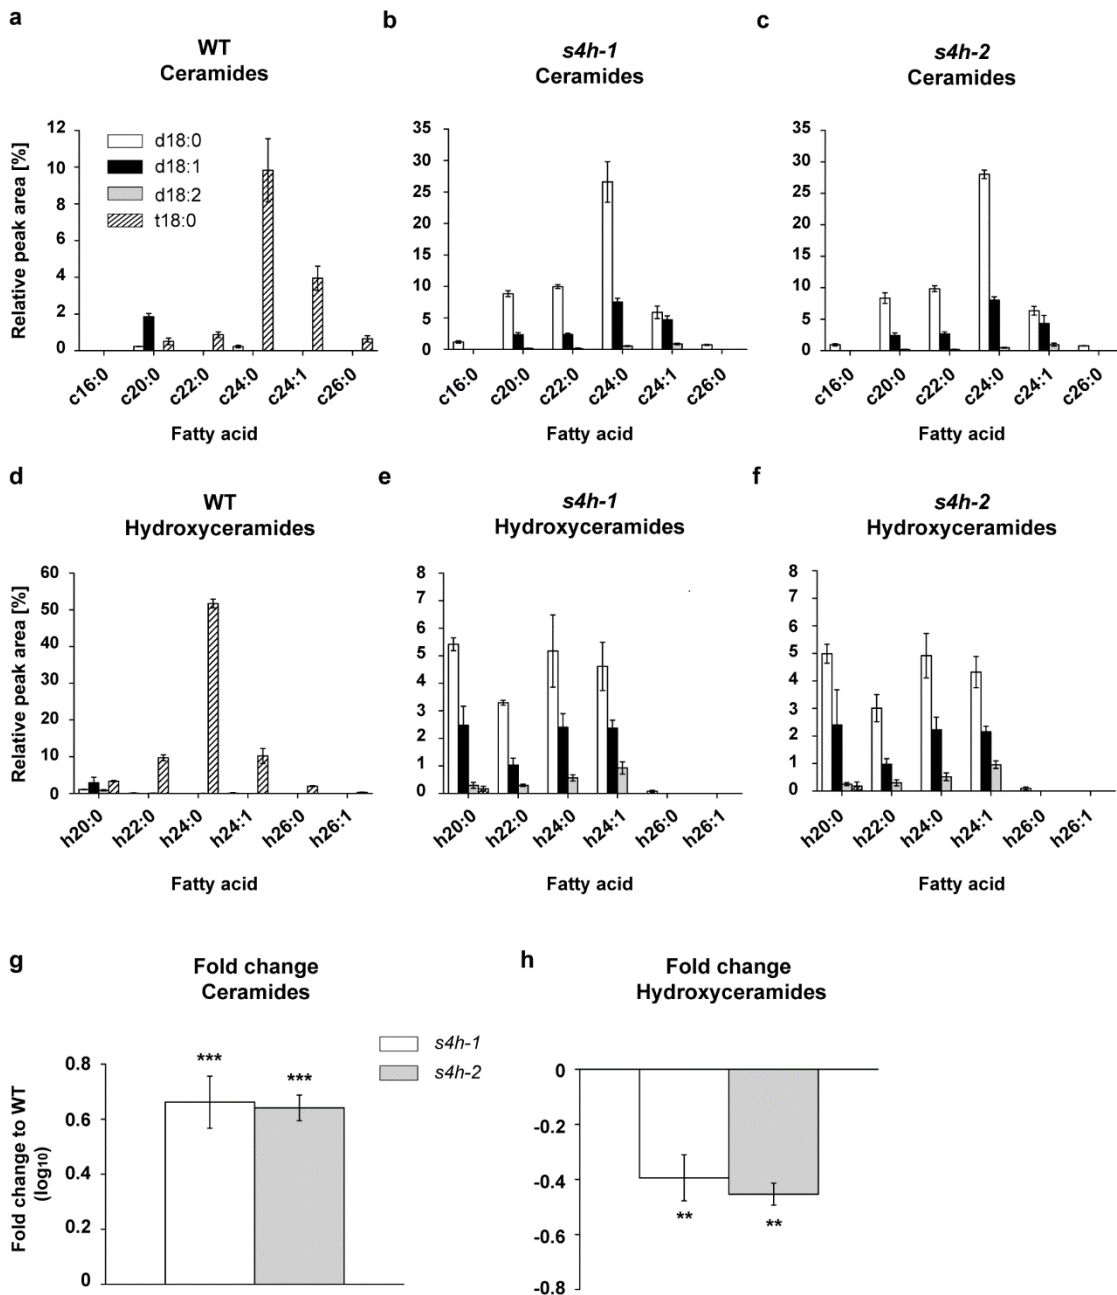 a
WT
Ceramides
b
s4h-1
Ceramides
c
s4h-2
Ceramides
Relative peak area [%]
12
10
8
6
4
2
0
d18:0
d18:1
d18:2
t18:0
c16:0
c20:0
c22:0
c24:0
c24:1
c26:0
Fatty acid
35
30
25
20
15
10
5
0
c16:0
c20:0
c22:0
c24:0
c24:1
c26:0
Fatty acid
35
30
25
20
15
10
5
0
c16:0
c20:0
c22:0
c24:0
c24:1
c26:0
Fatty acid
d
WT
Hydroxyceramides
e
s4h-1
Hydroxyceramides
f
s4h-2
Hydroxyceramides
Relative peak area [%]
60
50
40
30
20
10
0
h20:0
h22:0
h24:0
h24:1
h26:0
h26:1
Fatty acid
8
7
6
5
4
3
2
1
0
h20:0
h22:0
h24:0
h24:1
h26:0
h26:1
Fatty acid
8
7
6
5
4
3
2
1
0
h20:0
h22:0
h24:0
h24:1
h26:0
h26:1
Fatty acid
g
Fold change
Ceramides
Fold change to WT
(log10)
0.8
0.6
0.4
0.2
0
***
***
s4h-1
s4h-2
h
Fold change
Hydroxyceramides
0
-0.2
-0.4
-0.6
-0.8
**
**